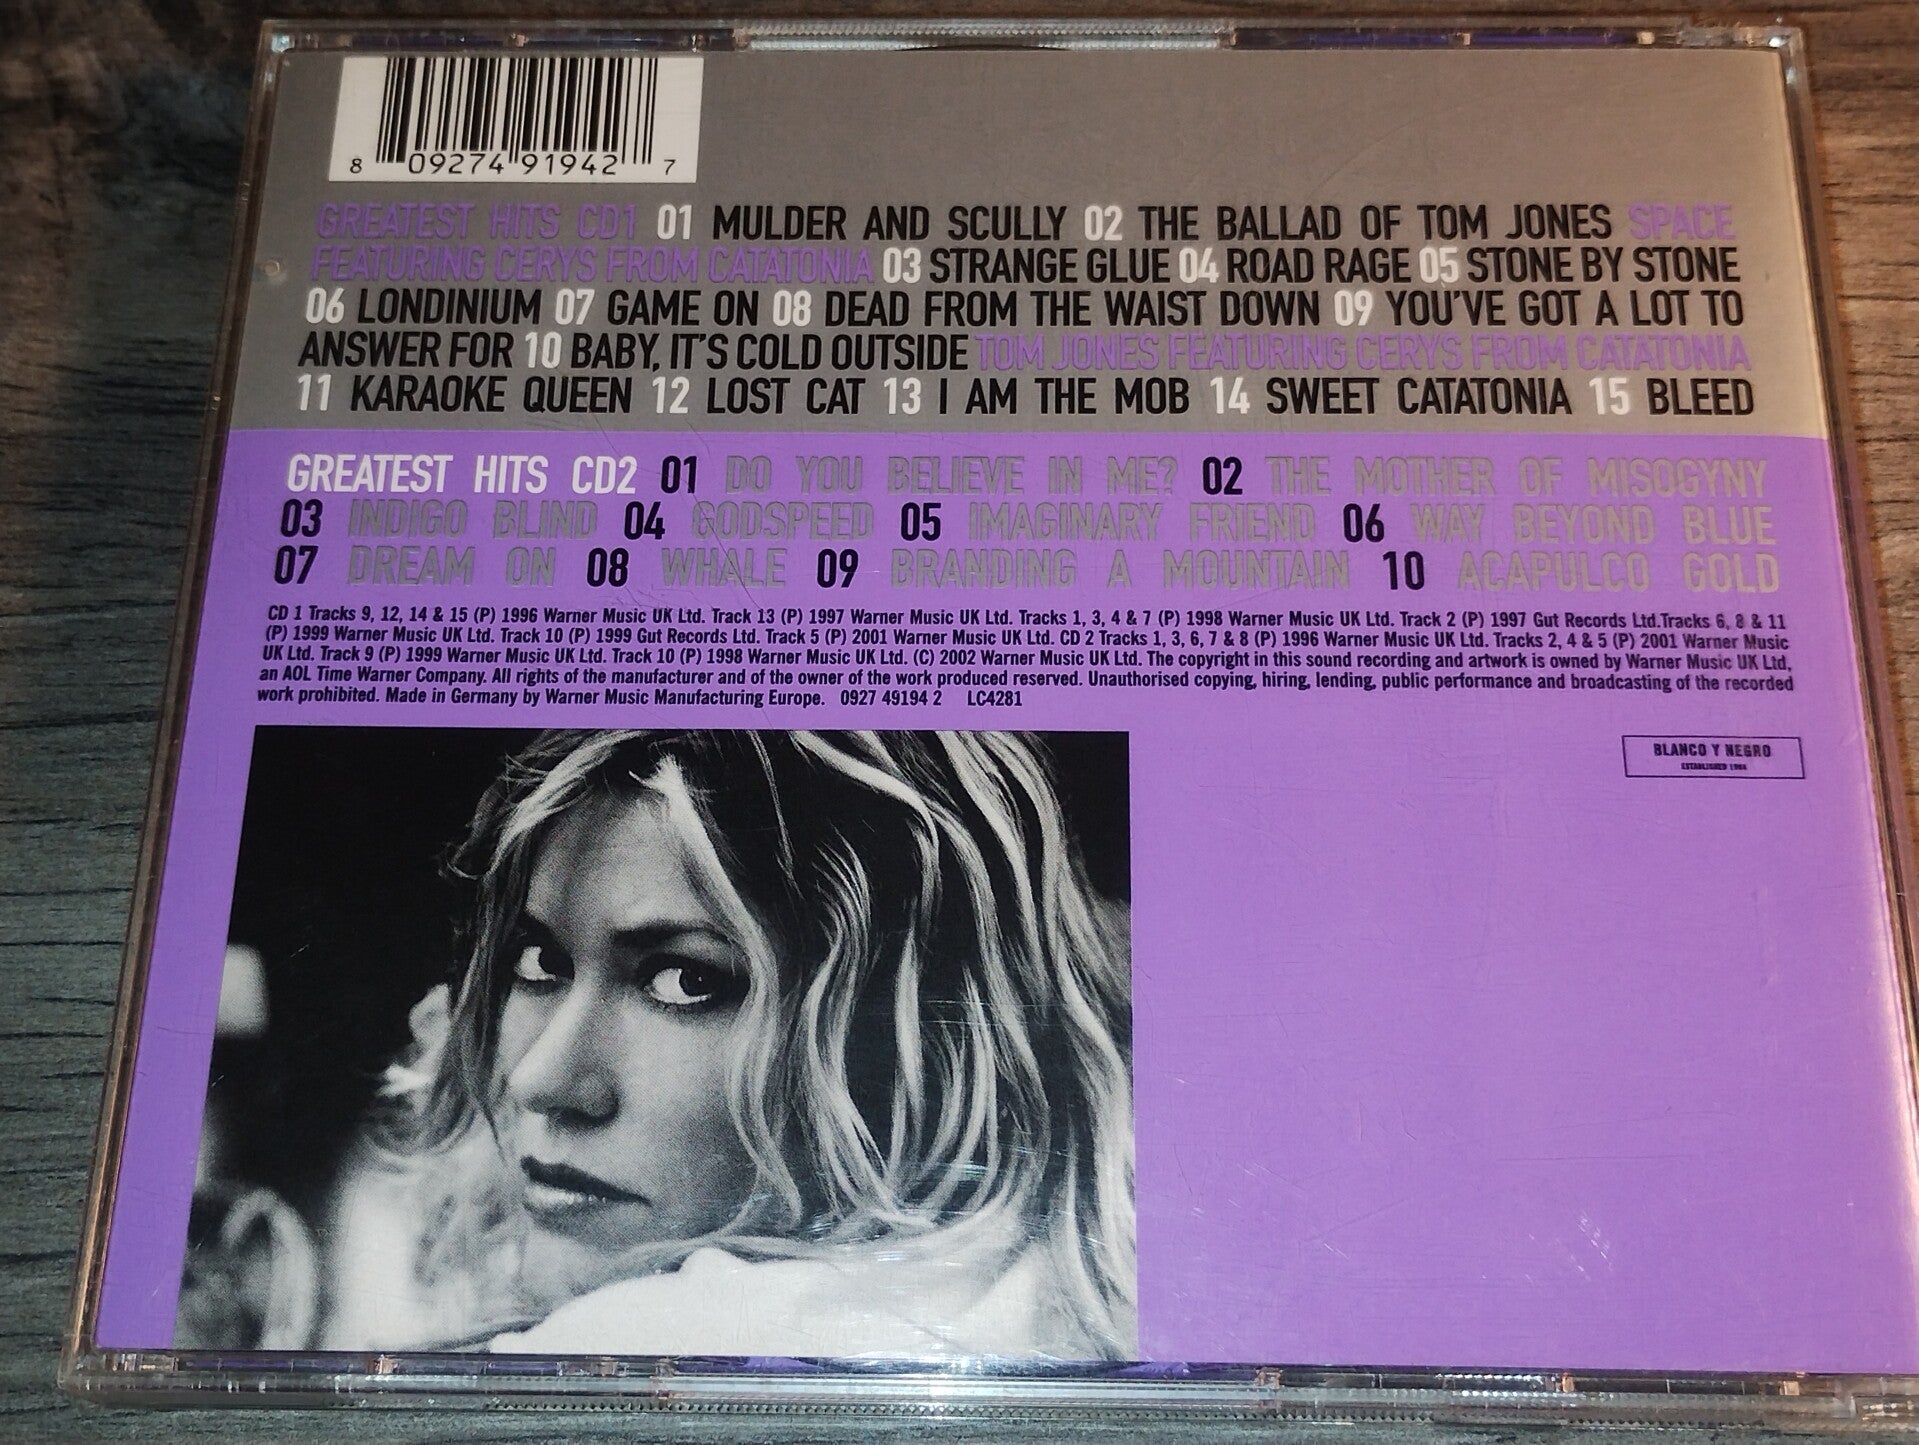 8 09274 91942 7
GREATEST HITS CD1 01 MULDER AND SCULLY 02 THE BALLAD OF TOM JONES SPACE
FEATURING CERYS FROM CATATONIA 03 STRANGE GLUE 04 ROAD RAGE 05 STONE BY STONE
06 LONDINIUM 07 GAME ON 08 DEAD FROM THE WAIST DOWN 09 YOU'VE GOT A LOT TO
ANSWER FOR 10 BABY, IT'S COLD OUTSIDE TOM JONES FEATURING CERYS FROM CATATONIA
11 KARAOKE QUEEN 12 LOST CAT 13 I AM THE MOB 14 SWEET CATATONIA 15 BLEED
GREATEST HITS CD2 01 DO YOU BELIEVE IN ME? 02 THE MOTHER OF MISOGYNY
03 INDIGO BLIND 04 GODSPEED 05 IMAGINARY FRIEND 06 WAY BEYOND BLUE
07 DREAM ON 08 WHALE 09 BRANDING A MOUNTAIN 10 ACAPULCO GOLD
CD 1 Tracks 9, 12, 14 & 15 (P) 1996 Warner Music UK Ltd. Track 13 (P) 1997 Warner Music UK Ltd. Tracks 1, 3, 4 & 7 (P) 1998 Warner Music UK Ltd. Track 2 (P) 1997 Gut Records Ltd.Tracks 6, 8 & 11
(P) 1999 Warner Music UK Ltd. Track 10 (P) 1999 Gut Records Ltd. Track 5 (P) 2001 Warner Music UK Ltd. CD 2 Tracks 1, 3, 6, 7 & 8 (P) 1996 Warner Music UK Ltd. Tracks 2, 4 & 5 (P) 2001 Warner Music
UK Ltd. Track 9 (P) 1999 Warner Music UK Ltd. Track 10 (P) 1998 Warner Music UK Ltd. (C) 2002 Warner Music UK Ltd. The copyright in this sound recording and artwork is owned by Warner Music UK Ltd,
an AOL Time Warner Company. All rights of the manufacturer and of the owner of the work produced reserved. Unauthorised copying, hiring, lending, public performance and broadcasting of the recorded
work prohibited. Made in Germany by Warner Music Manufacturing Europe. 0927 49194 2 LC4281
BLANCO Y NEGRO